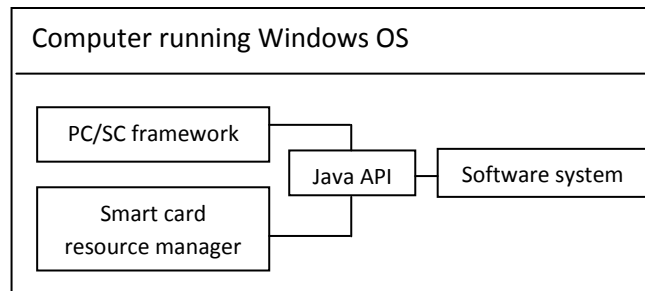 Computer running Windows OS
PC/SC framework
Java API
Software system
Smart card
resource manager